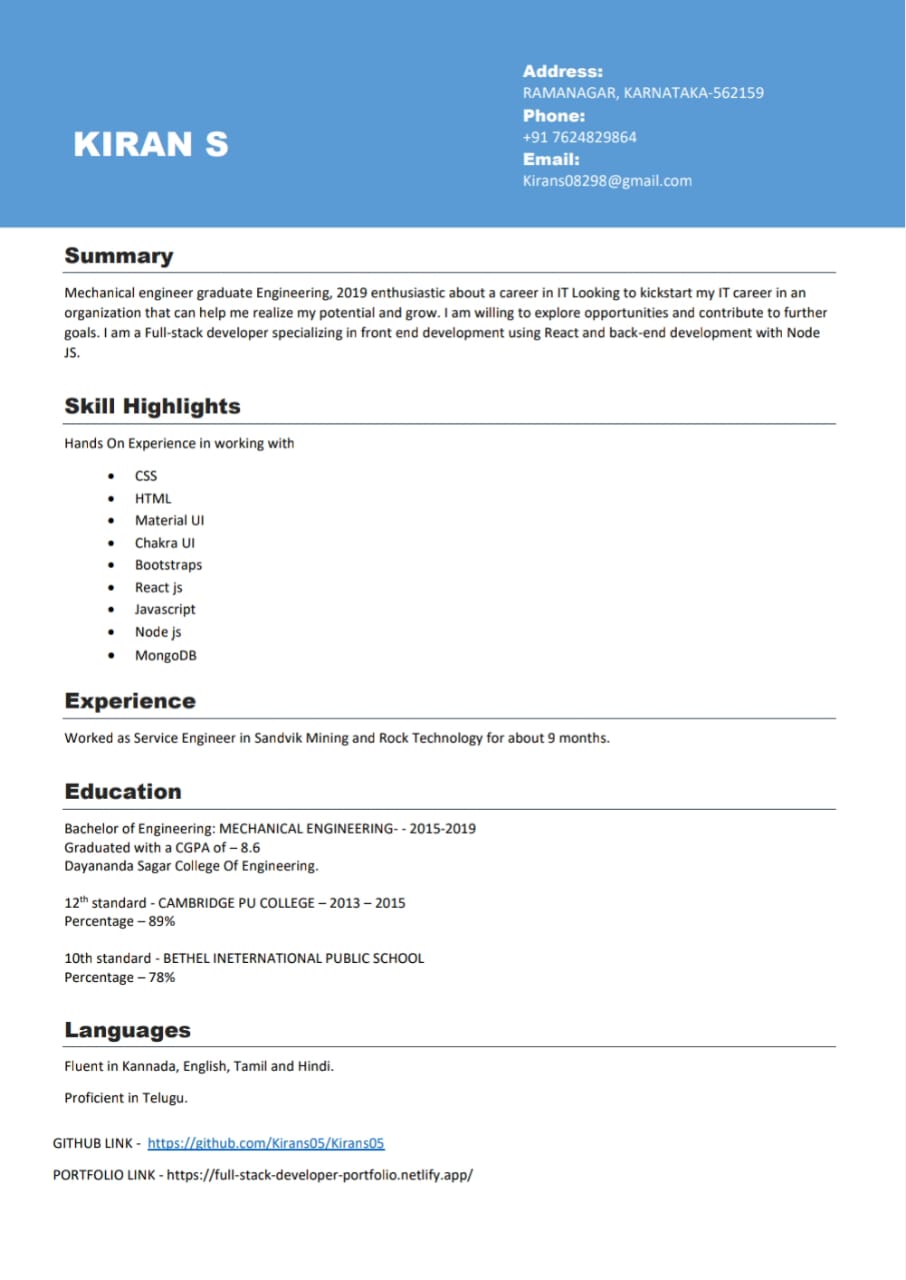 KIRAN S
Address:
RAMANAGAR, KARNATAKA-562159
Phone:
+91 7624829864
Email:
Kirans08298@gmail.com
Summary
Mechanical engineer graduate Engineering, 2019 enthusiastic about a career in IT Looking to kickstart my IT career in an
organization that can help me realize my potential and grow. I am willing to explore opportunities and contribute to further
goals. I am a Full-stack developer specializing in front end development using React and back-end development with Node
JS.
Skill Highlights
Hands On Experience in working with
• CSS
• HTML
• Material UI
• Chakra UI
• Bootstraps
• React js
• Javascript
• Node js
• MongoDB
Experience
Worked as Service Engineer in Sandvik Mining and Rock Technology for about 9 months.
Education
Bachelor of Engineering: MECHANICAL ENGINEERING- - 2015-2019
Graduated with a CGPA of – 8.6
Dayananda Sagar College Of Engineering.
12th standard - CAMBRIDGE PU COLLEGE – 2013 – 2015
Percentage – 89%
10th standard - BETHEL INETERNATIONAL PUBLIC SCHOOL
Percentage – 78%
Languages
Fluent in Kannada, English, Tamil and Hindi.
Proficient in Telugu.
GITHUB LINK - https://github.com/Kirans05/Kirans05
PORTFOLIO LINK - https://full-stack-developer-portfolio.netlify.app/